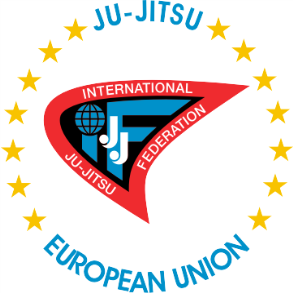 JU-JITSU
INTERNATIONAL
FEDERATION
JU-JITSU
JJIF
EUROPEAN UNION